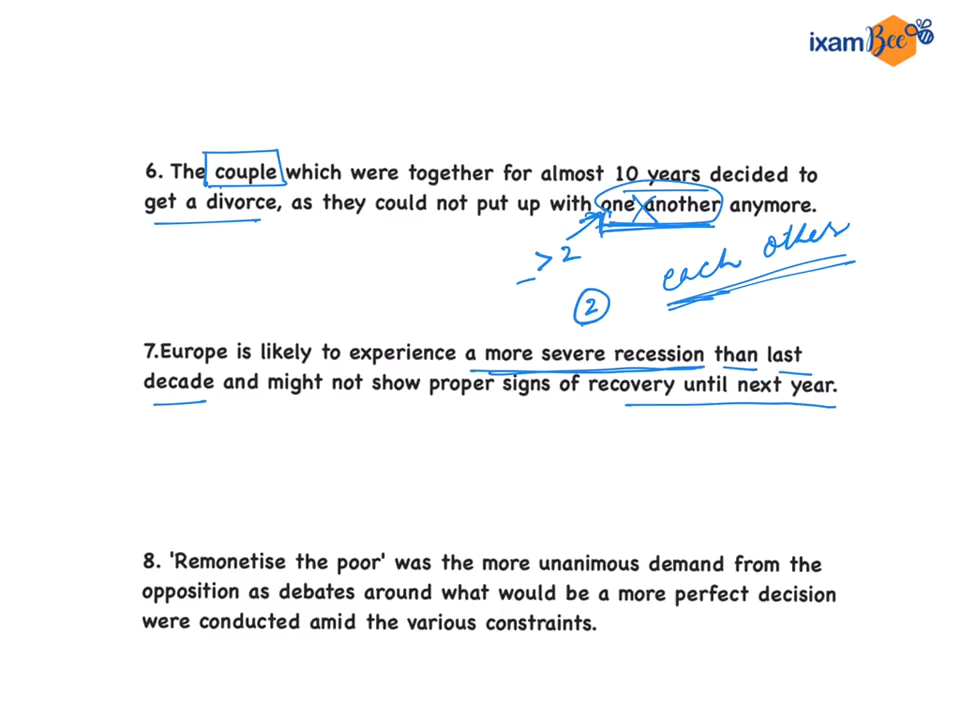 ixamBee
6. The couple which were together for almost 10 years decided to
get a divorce, as they could not put up with one another anymore.
> 2
each other
2
7.Europe is likely to experience a more severe recession than last
decade and might not show proper signs of recovery until next year.
8. 'Remonetise the poor' was the more unanimous demand from the
opposition as debates around what would be a more perfect decision
were conducted amid the various constraints.